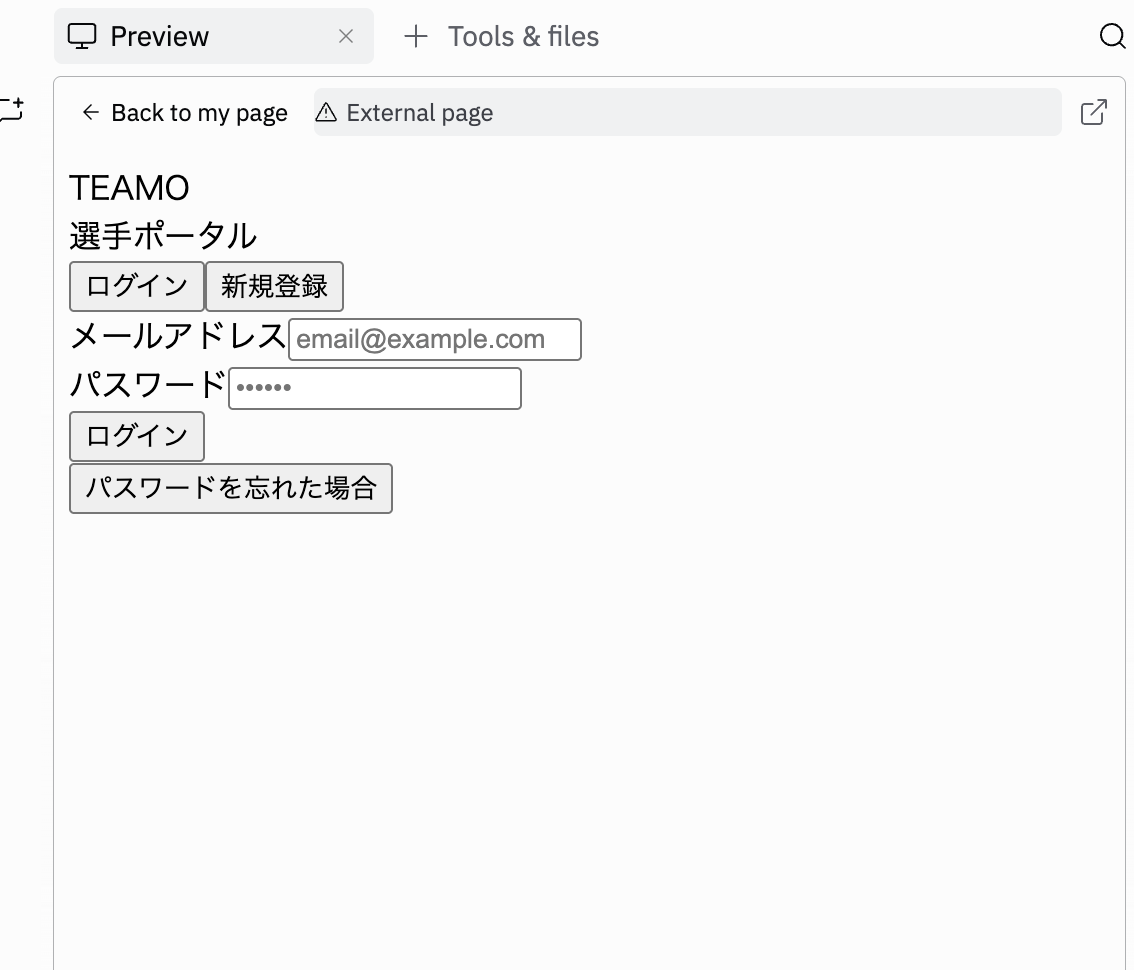 Preview
Tools & files
Back to my page
External page
TEAMO
選手ポータル
ログイン 新規登録
メールアドレス email@example.com
パスワード ••••••
ログイン
パスワードを忘れた場合